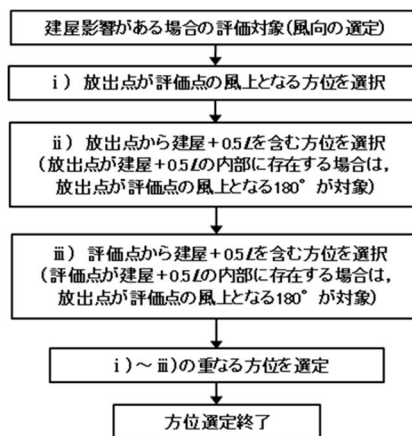 建屋影響がある場合の評価対象(風向の選定)
ⅰ) 放出点が評価点の風上となる方位を選択
ⅱ) 放出点から建屋+0.5Lを含む方位を選択
(放出点が建屋+0.5Lの内部に存在する場合は,
放出点が評価点の風上となる180°が対象)
ⅲ) 評価点から建屋+0.5Lを含む方位を選択
(評価点が建屋+0.5Lの内部に存在する場合は,
放出点が評価点の風上となる180°が対象)
ⅰ)～ⅲ)の重なる方位を選定
方位選定終了